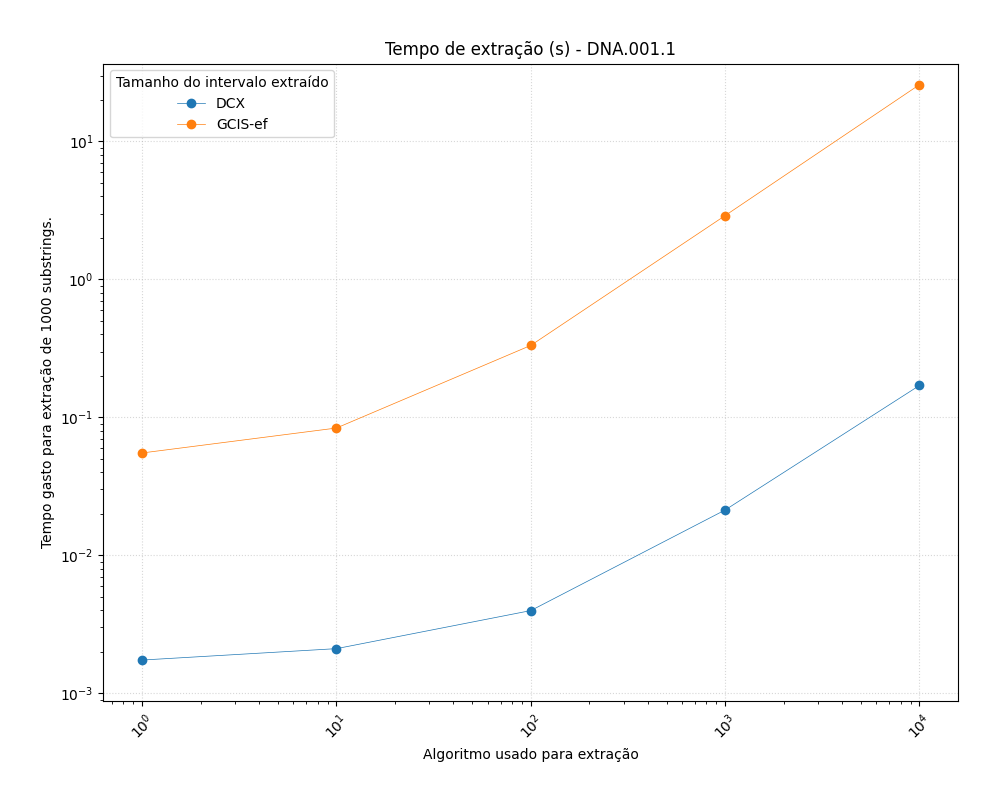 Tempo de extração (s) - DNA.001.1
Tamanho do intervalo extraído
DCX
GCIS-ef
Tempo gasto para extração de 1000 substrings.
10¹
10⁰
10⁻¹
10⁻²
10⁻³
10⁰ 10¹ 10² 10³ 10⁴
Algoritmo usado para extração